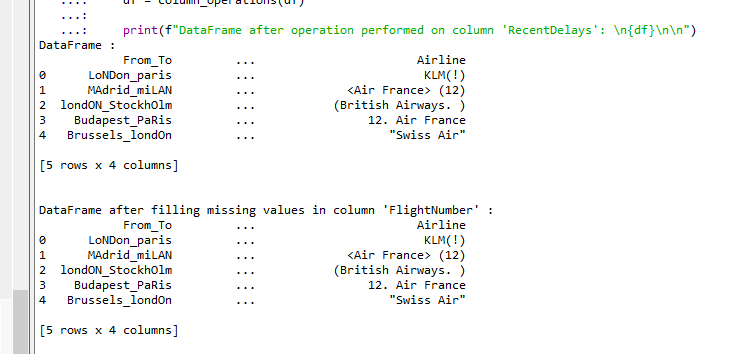 ....: df = column_operations(df)
...:
...: print(f"DataFrame after operation performed on column 'RecentDelays': \n{df}\n\n")
DataFrame :
From_To ... Airline
0 LoNDon_paris ... KLM(!)
1 MAdrid_miLAN ... <Air France> (12)
2 londON_StockhOlm ... (British Airways. )
3 Budapest_PaRis ... 12. Air France
4 Brussels_londOn ... "Swiss Air"
[5 rows x 4 columns]
DataFrame after filling missing values in column 'FlightNumber' :
From_To ... Airline
0 LoNDon_paris ... KLM(!)
1 MAdrid_miLAN ... <Air France> (12)
2 londON_StockhOlm ... (British Airways. )
3 Budapest_PaRis ... 12. Air France
4 Brussels_londOn ... "Swiss Air"
[5 rows x 4 columns]